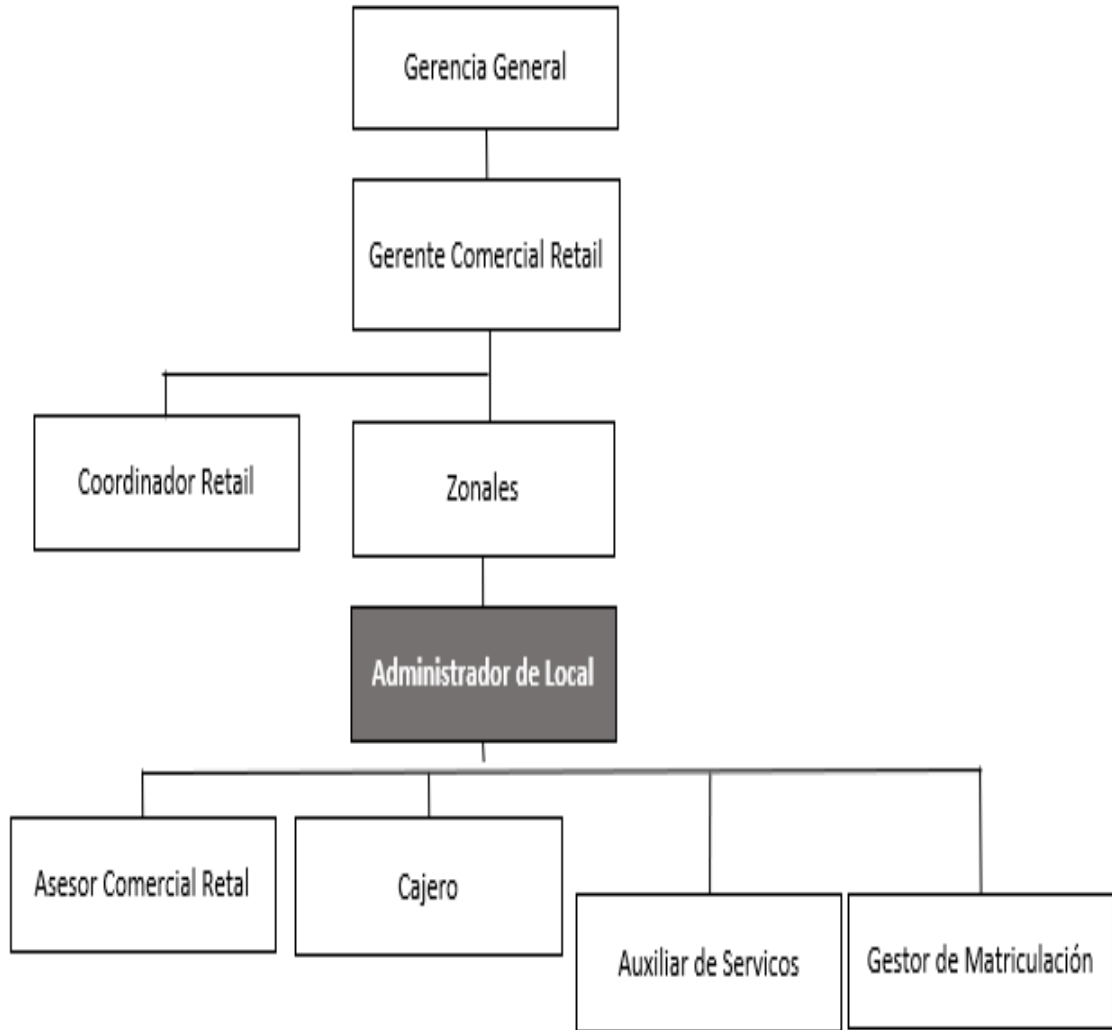 Gerencia General
Gerente Comercial Retail
Coordinador Retail
Zonales
Administrador de Local
Asesor Comercial Retal
Cajero
Auxiliar de Servicos
Gestor de Matriculación